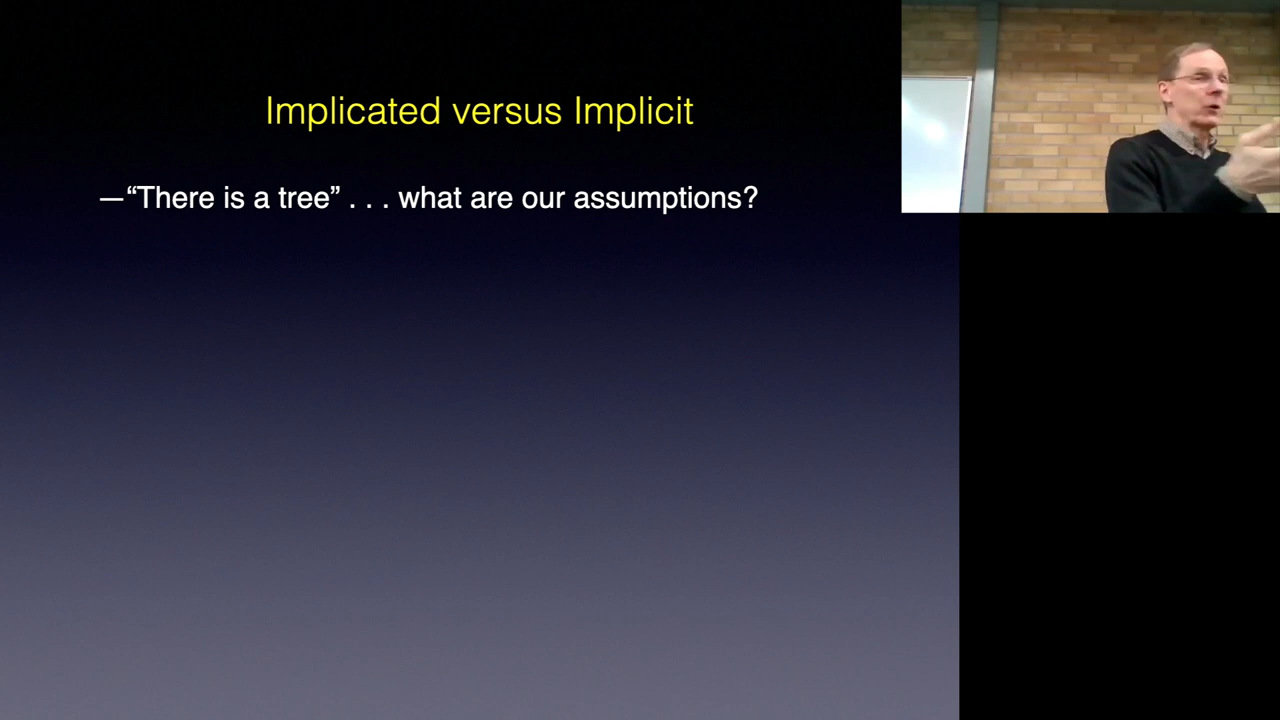 Implicated versus Implicit
—“There is a tree” . . . what are our assumptions?